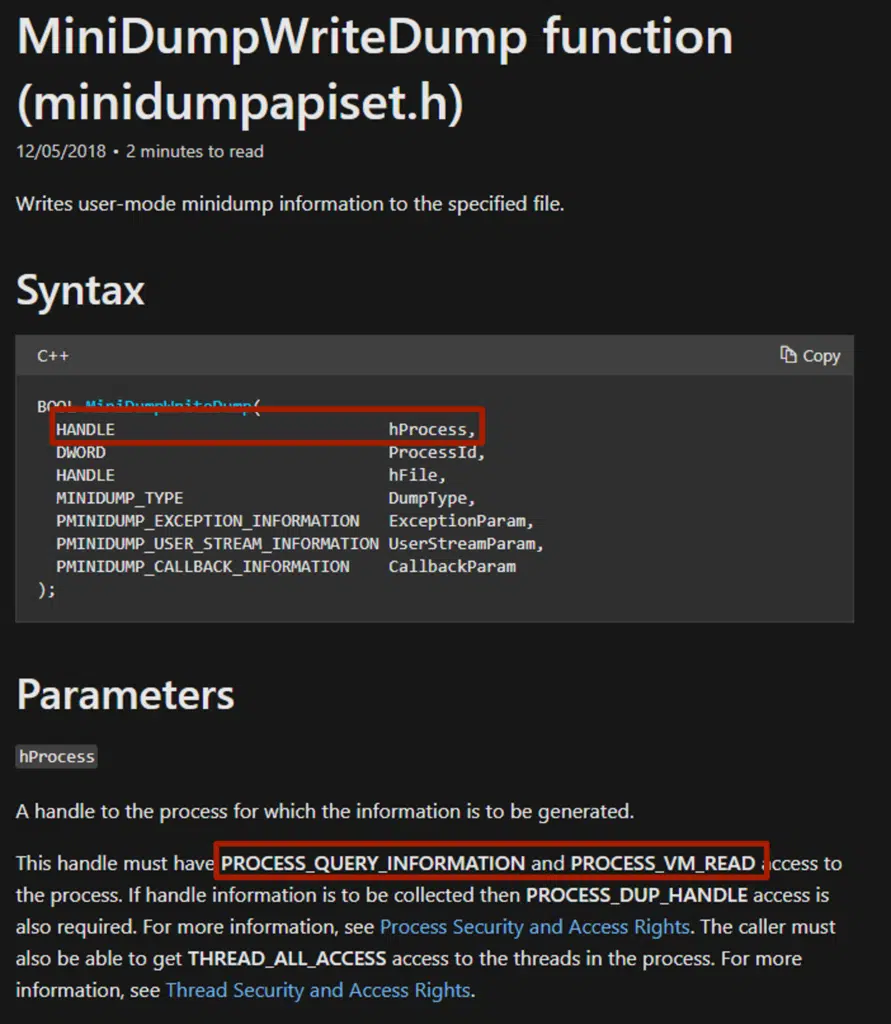 MiniDumpWriteDump function
(minidumpapiset.h)
12/05/2018 • 2 minutes to read
Writes user-mode minidump information to the specified file.
Syntax
C++
Copy
BOOL MiniDumpWriteDump(
HANDLE hProcess,
DWORD ProcessId,
HANDLE hFile,
MINIDUMP_TYPE DumpType,
PMINIDUMP_EXCEPTION_INFORMATION ExceptionParam,
PMINIDUMP_USER_STREAM_INFORMATION UserStreamParam,
PMINIDUMP_CALLBACK_INFORMATION CallbackParam
);
Parameters
hProcess
A handle to the process for which the information is to be generated.
This handle must have PROCESS_QUERY_INFORMATION and PROCESS_VM_READ access to
the process. If handle information is to be collected then PROCESS_DUP_HANDLE access is
also required. For more information, see Process Security and Access Rights. The caller must
also be able to get THREAD_ALL_ACCESS access to the threads in the process. For more
information, see Thread Security and Access Rights.